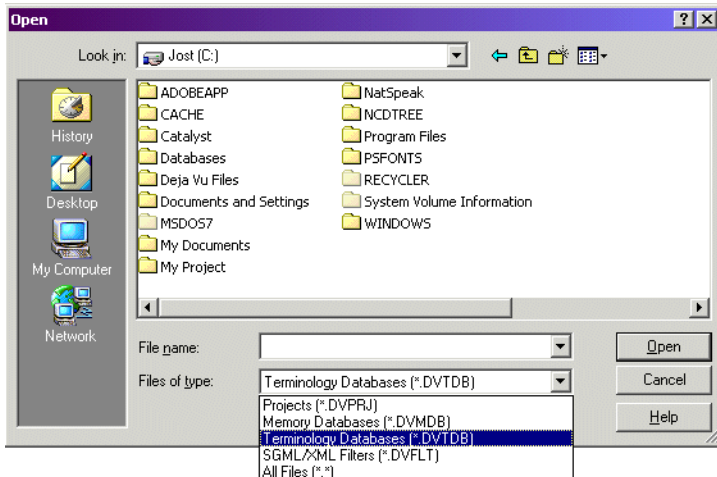 Open
Look in: Jost (C:)
ADOBEAPP NatSpeak
CACHE NCDTREE
Catalyst Program Files
Databases PSFONTS
Deja Vu Files RECYCLER
Documents and Settings System Volume Information
MSDOS7 WINDOWS
My Documents
My Project
History
Desktop
My Computer
Network
File name: Open
Files of type: Terminology Databases (*.DVTDB) Cancel
Projects (*.DVPRJ)
Memory Databases (*.DVMDB) Help
Terminology Databases (*.DVTDB)
SGML/XML Filters (*.DVFLT)
All Files (*.*)